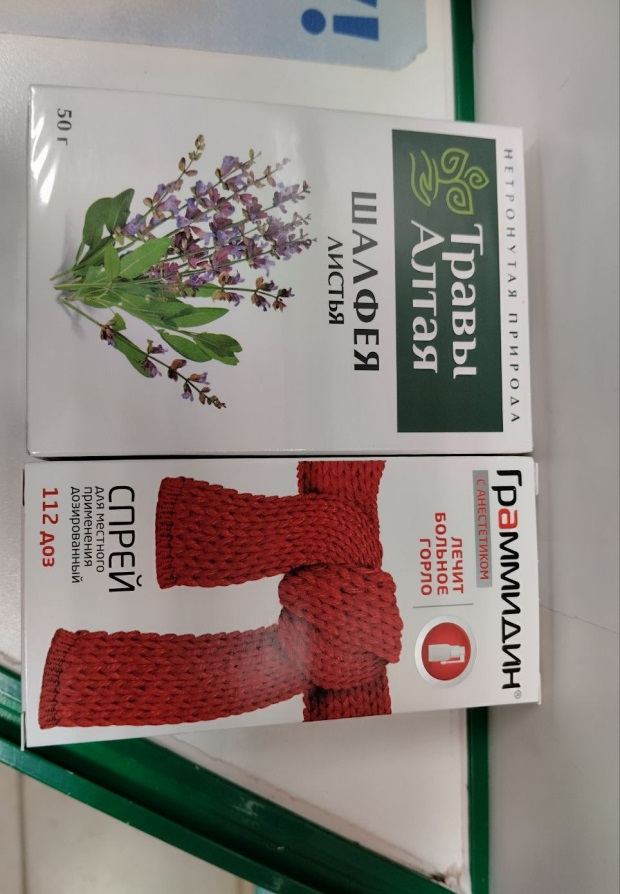 НЕТРОНУТАЯ ПРИРОДА
Травы
Алтая
ШАЛФЕЯ
ЛИСТЬЯ
50 г
Граммидин®
С АНЕСТЕТИКОМ
ЛЕЧИТ
БОЛЬНОЕ
ГОРЛО
СПРЕЙ
для местного
применения
дозированный
112 доз